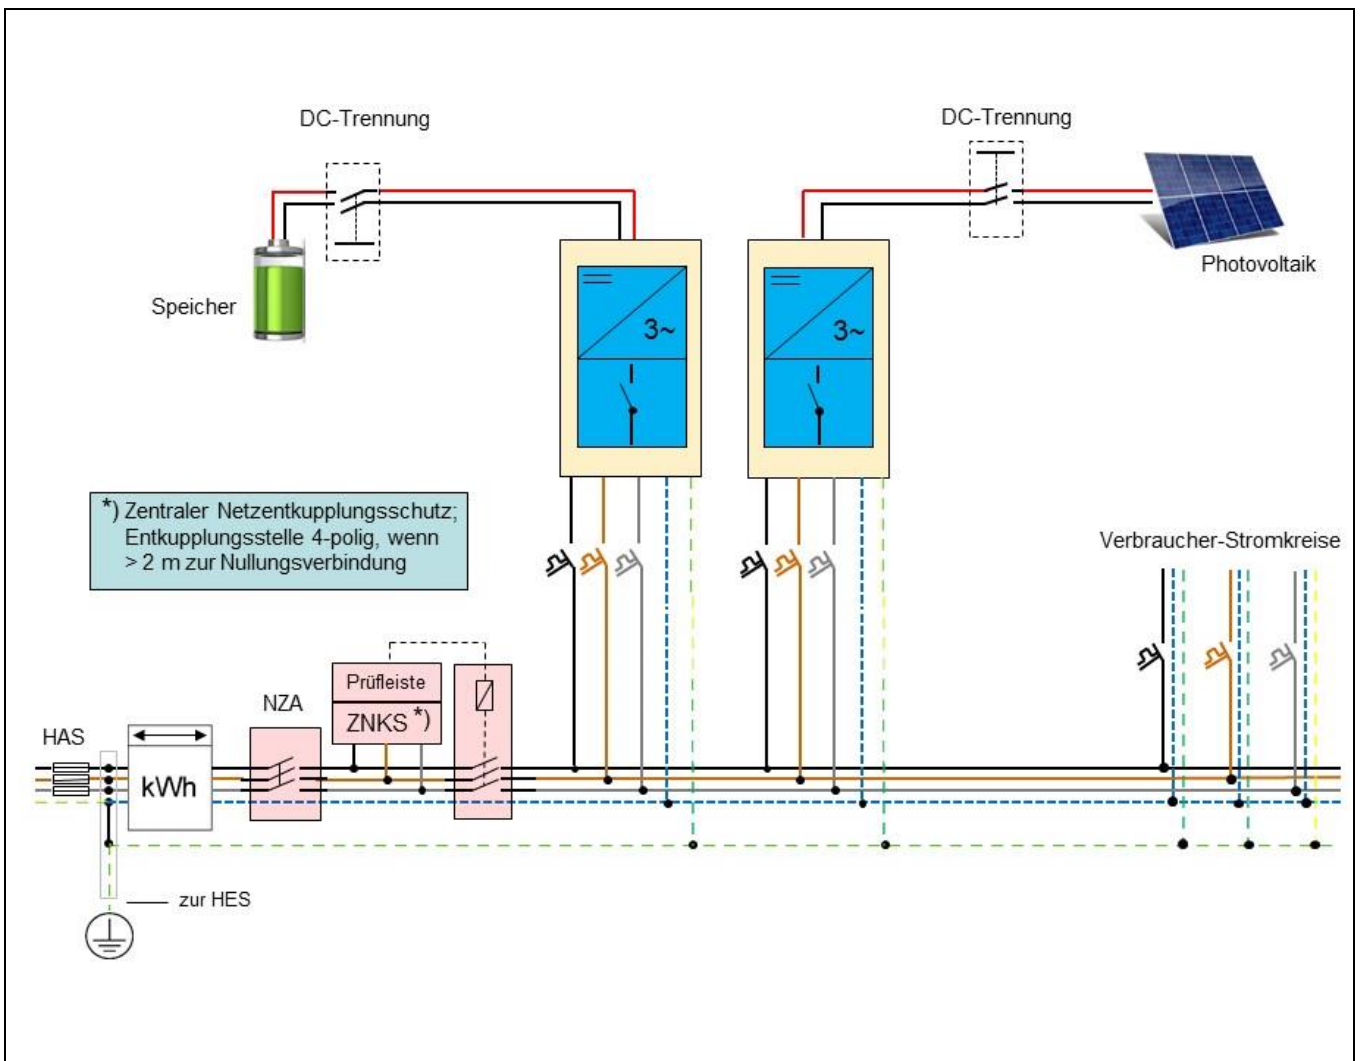 DC-Trennung
DC-Trennung
Speicher
Photovoltaik
3~
3~
*) Zentraler Netzentkupplungsschutz;
Entkupplungsstelle 4-polig, wenn
> 2 m zur Nullungsverbindung
Verbraucher-Stromkreise
Prüfleiste
NZA
ZNKS *)
HAS
kWh
zur HES